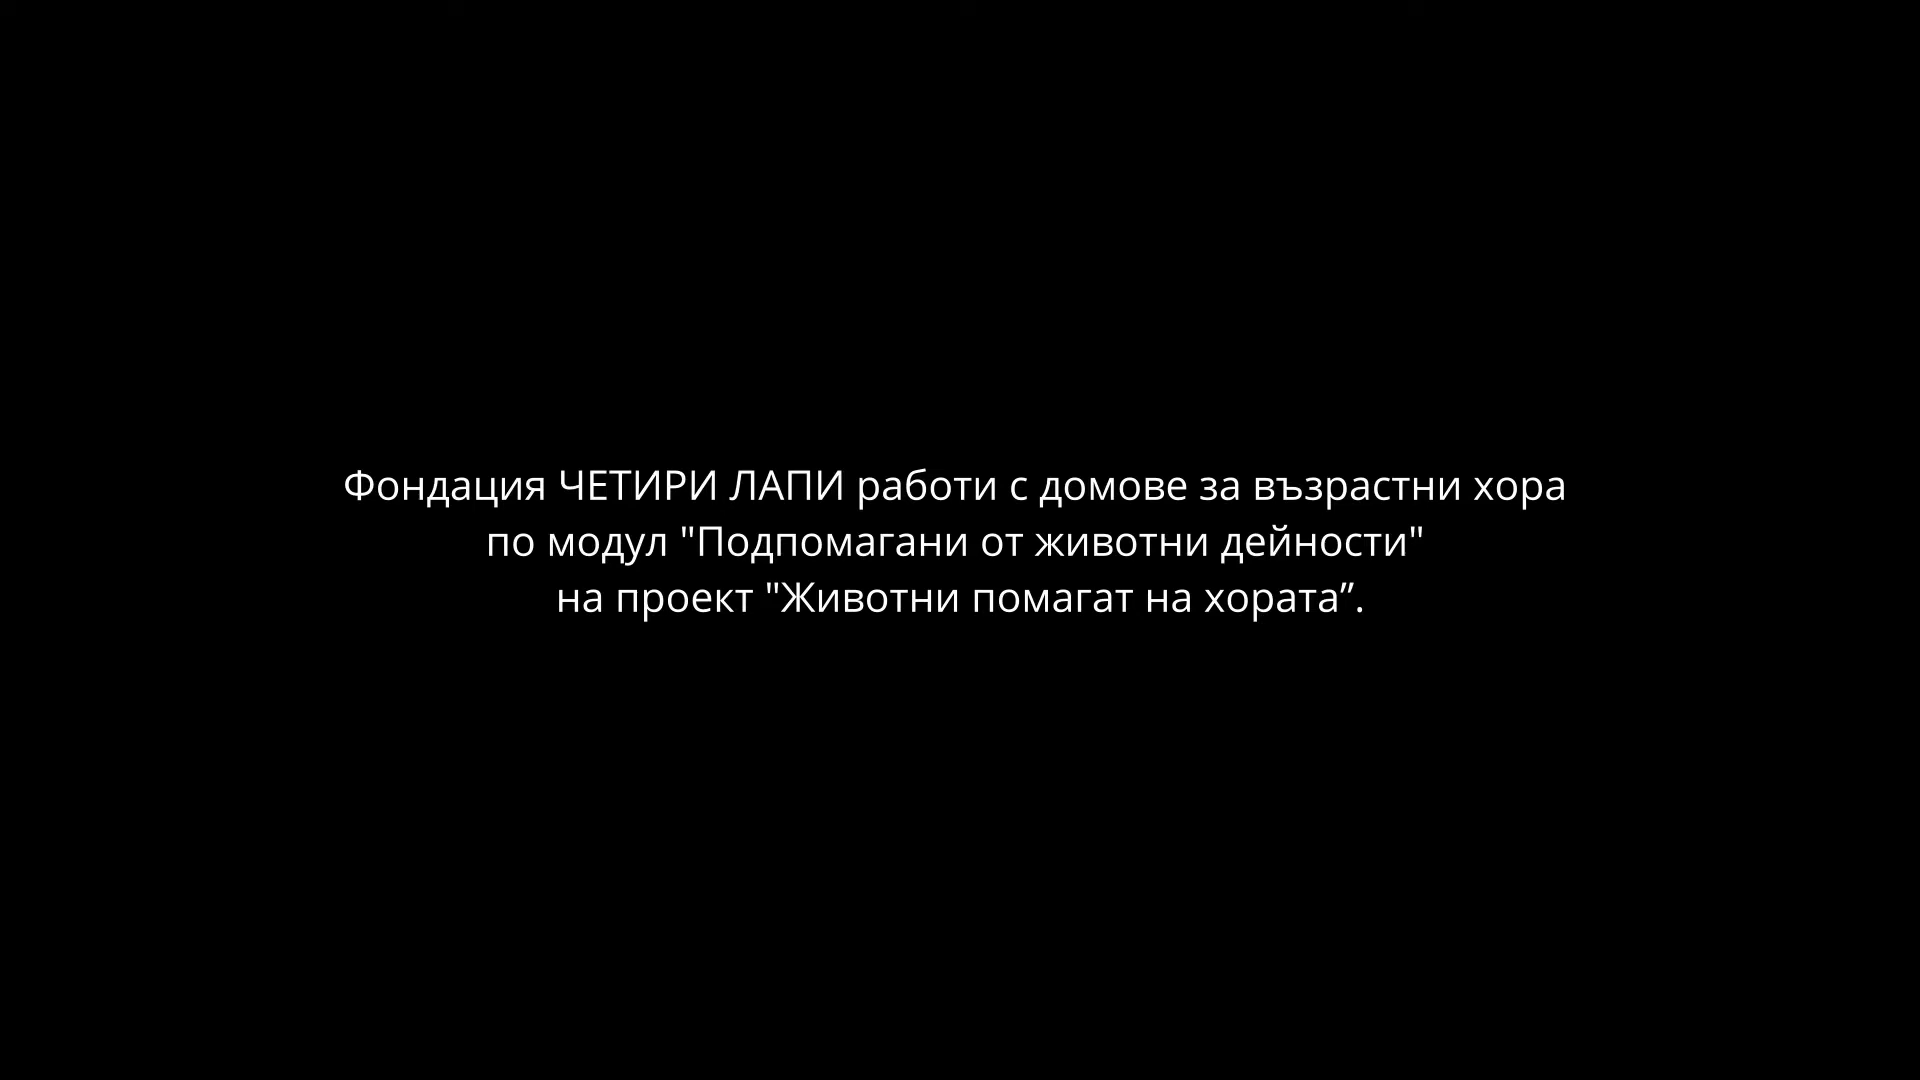 Фондация ЧЕТИРИ ЛАПИ работи с домове за възрастни хора
по модул "Подпомагани от животни дейности"
на проект "Животни помагат на хората”.